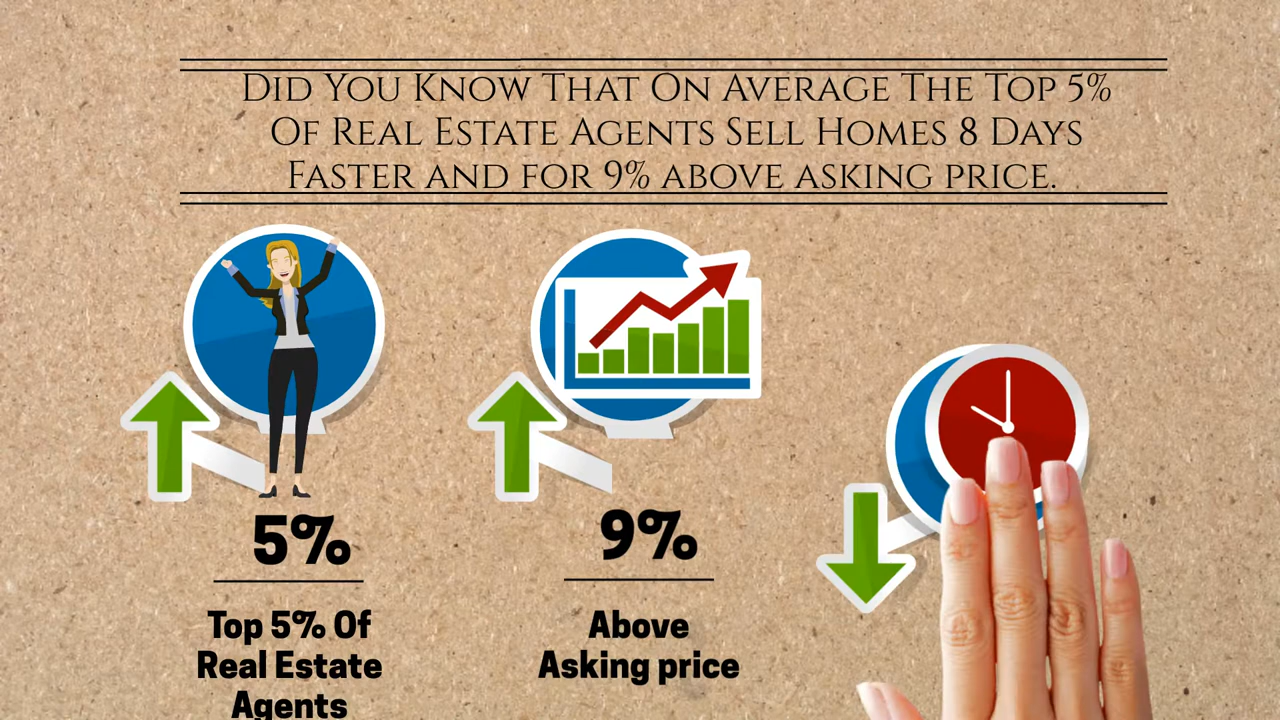 Did You Know That On Average The Top 5%
Of Real Estate Agents Sell Homes 8 Days
Faster and for 9% above asking price.
5%
Top 5% Of
Real Estate
Agents
9%
Above
Asking price